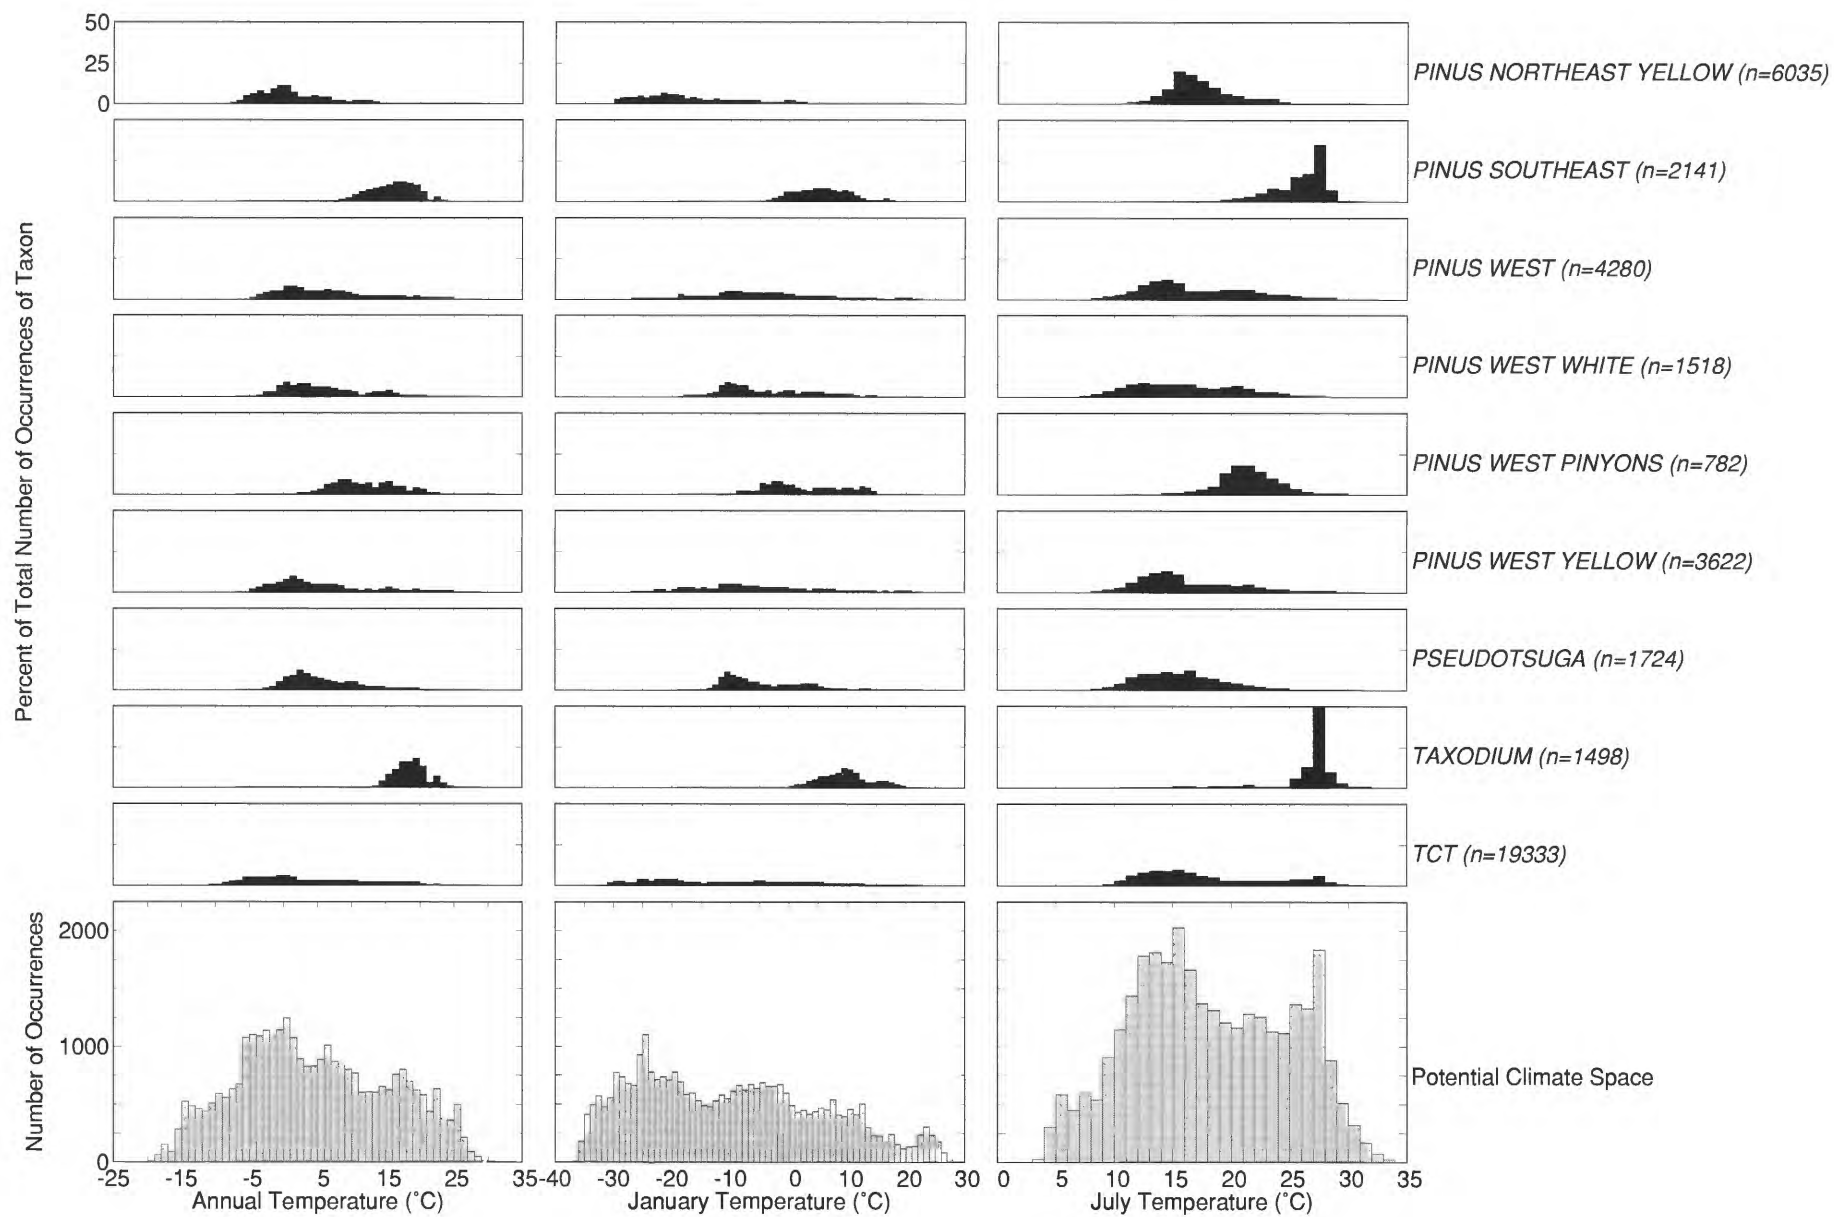 50
25
0
PINUS NORTHEAST YELLOW (n=6035)
PINUS SOUTHEAST (n=2141)
PINUS WEST (n=4280)
PINUS WEST WHITE (n=1518)
PINUS WEST PINYONS (n=782)
PINUS WEST YELLOW (n=3622)
PSEUDOTSUGA (n=1724)
TAXODIUM (n=1498)
TCT (n=19333)
Percent of Total Number of Occurrences of Taxon
Number of Occurrences
2000
1000
0
Potential Climate Space
-25 -15 -5 5 15 25 35
Annual Temperature (°C)
-40 -30 -20 -10 0 10 20 30
January Temperature (°C)
0 5 10 15 20 25 30 35
July Temperature (°C)